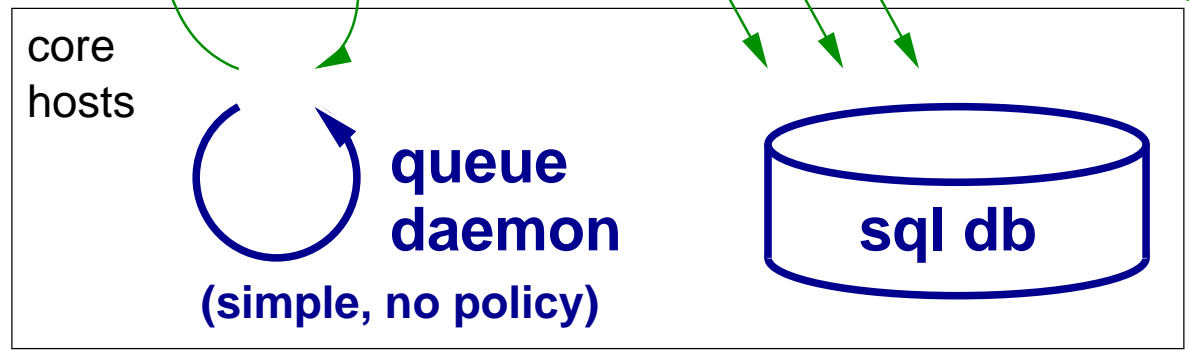 core
hosts
queue
daemon
(simple, no policy)
sql db